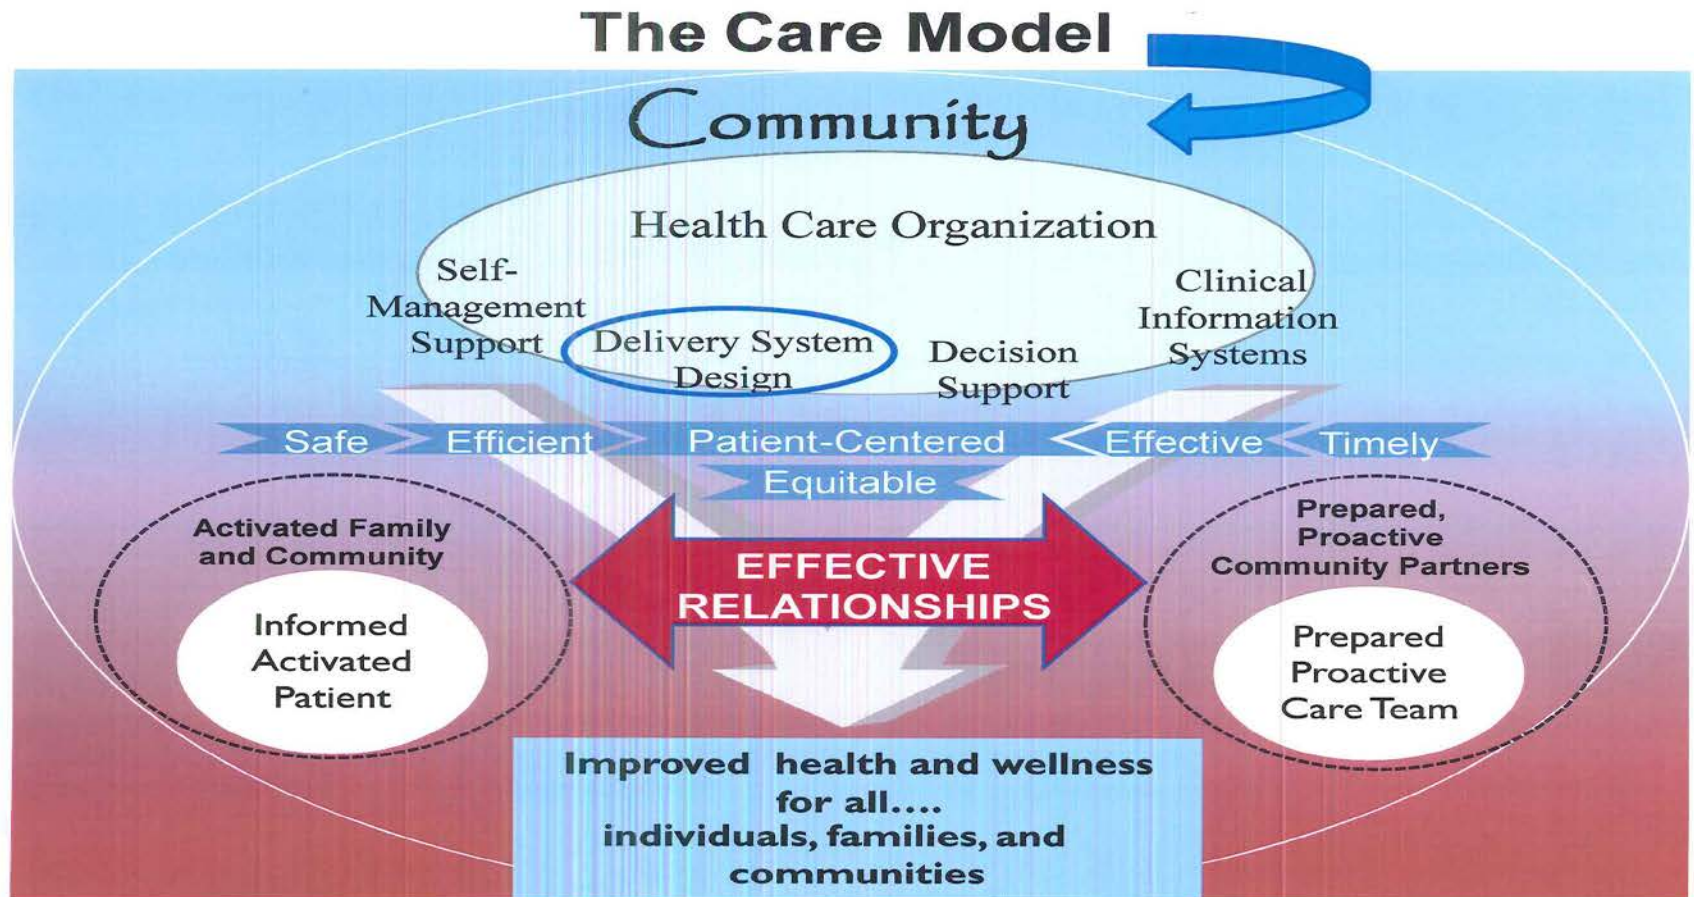 The Care Model
Community
Health Care Organization
Self-
Management
Support
Delivery System
Design
Decision
Support
Clinical
Information
Systems
Safe
Efficient
Patient-Centered
Effective
Timely
Equitable
Activated Family
and Community
Informed
Activated
Patient
EFFECTIVE
RELATIONSHIPS
Prepared,
Proactive
Community Partners
Prepared
Proactive
Care Team
Improved health and wellness
for all....
individuals, families, and
communities